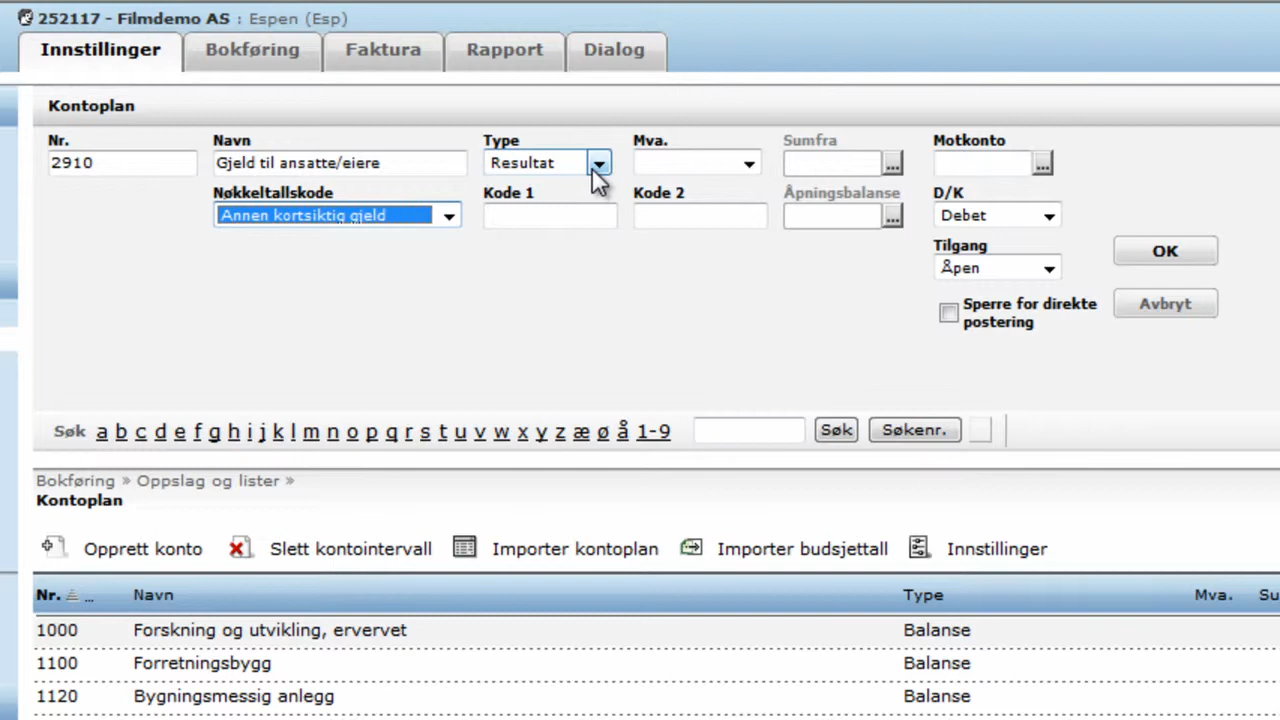 252117 - Filmdemo AS : Espen (Esp)
Innstillinger Bokføring Faktura Rapport Dialog
Kontoplan
Nr. Navn Type Mva. Sumfra Motkonto
2910 Gjeld til ansatte/eiere Resultat ... ...
Nøkkeltallskode Kode 1 Kode 2 Åpningsbalanse D/K
Annen kortsiktig gjeld ... Debet
Tilgang
Åpen OK
Sperre for direkte
postering
Avbryt
Søk a b c d e f g h i j k l m n o p q r s t u v w x y z æ ø å 1-9 Søk Søkenr.
Bokføring » Oppslag og lister »
Kontoplan
Opprett konto Slett kontointervall Importer kontoplan Importer budsjettall Innstillinger
Nr. ... Navn Type Mva. Su
1000 Forskning og utvikling, ervervet Balanse
1100 Forretningsbygg Balanse
1120 Bygningsmessig anlegg Balanse